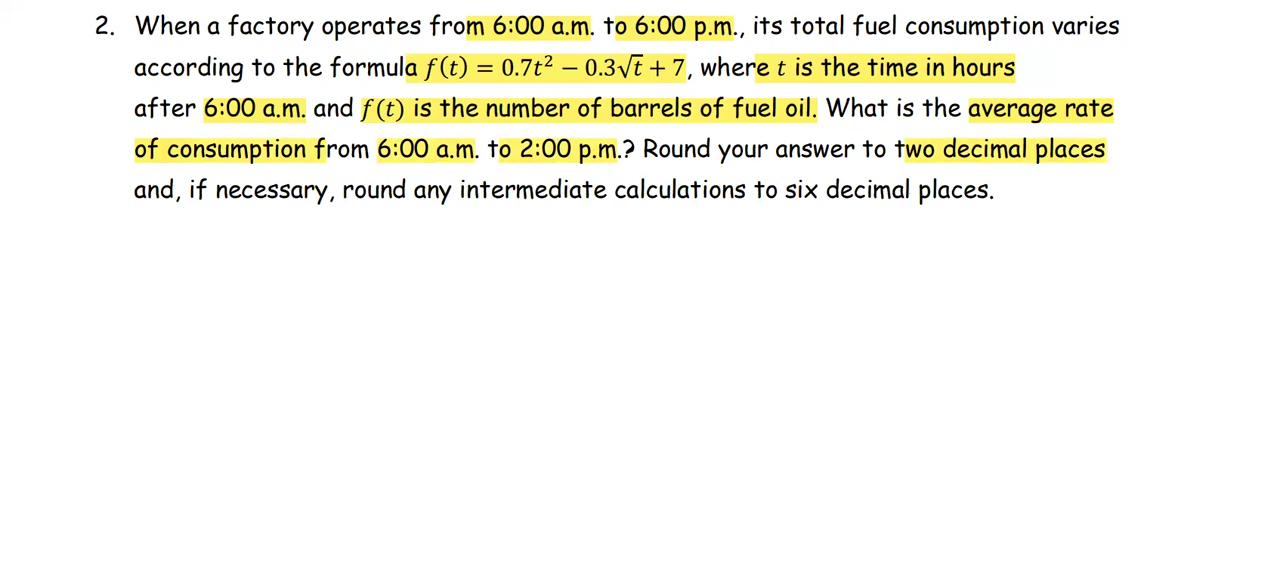 2. When a factory operates from 6:00 a.m. to 6:00 p.m., its total fuel consumption varies
according to the formula f(t) = 0.7t² − 0.3√t + 7, where t is the time in hours
after 6:00 a.m. and f(t) is the number of barrels of fuel oil. What is the average rate
of consumption from 6:00 a.m. to 2:00 p.m.? Round your answer to two decimal places
and, if necessary, round any intermediate calculations to six decimal places.